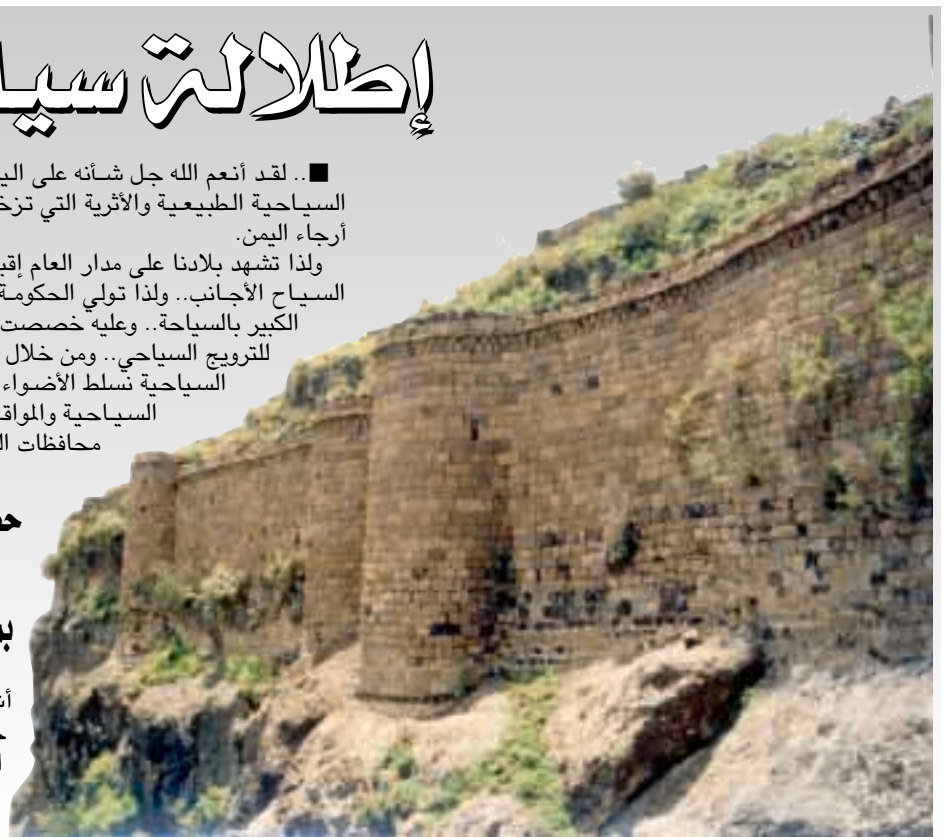 إطلالة سيا
■.. لقد أنعم الله جل شأنه على الي
السياحية الطبيعية والأثرية التي تزخ
أرجاء اليمن.
ولذا تشهد بلادنا على مدار العام إقب
السياح الأجانب.. ولذا تولي الحكومة
الكبير بالسياحة.. وعليه خصصت
للترويج السياحي.. ومن خلال
السياحية نسلط الأضواء
السياحية والمواقـ
محافظات الـ